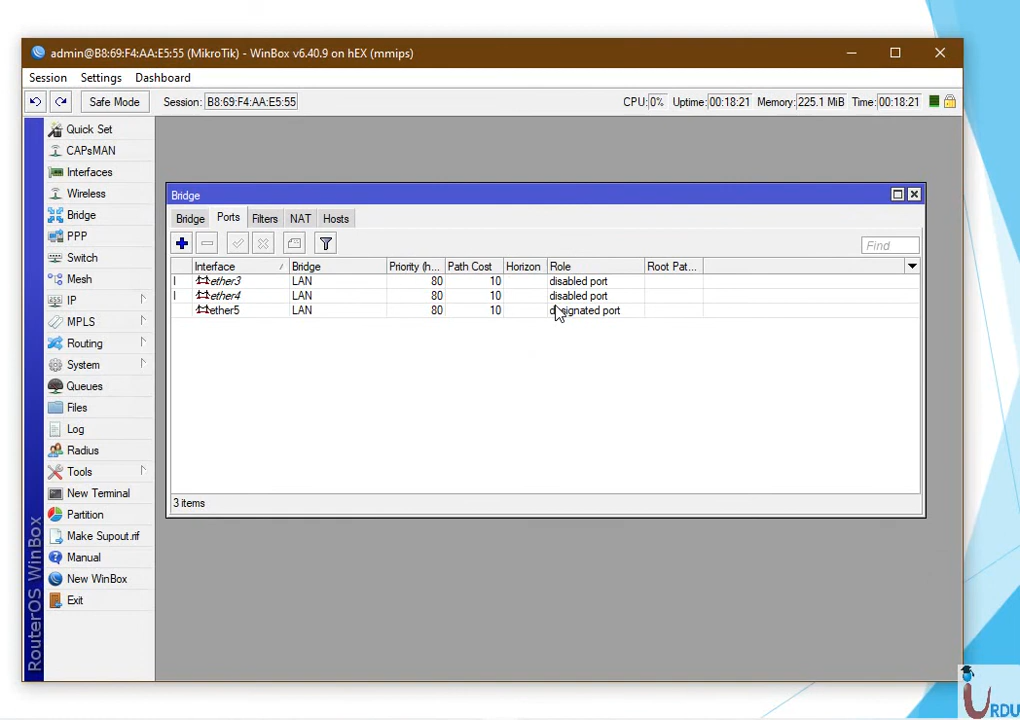 admin@B8:69:F4:AA:E5:55 (MikroTik) - WinBox v6.40.9 on hEX (mmips)
Session Settings Dashboard
Safe Mode Session: B8:69:F4:AA:E5:55 CPU: 0% Uptime: 00:18:21 Memory: 225.1 MiB Time: 00:18:21
Quick Set
CAPsMAN
Interfaces
Wireless
Bridge
PPP
Switch
Mesh
IP
MPLS
Routing
System
Queues
Files
Log
Radius
Tools
New Terminal
Partition
Make Supout.rif
Manual
New WinBox
Exit
RouterOS WinBox
Bridge
Bridge Ports Filters NAT Hosts
Find
Interface Bridge Priority (h... Path Cost Horizon Role Root Pat...
I ether3 LAN 80 10 disabled port
I ether4 LAN 80 10 disabled port
ether5 LAN 80 10 designated port
3 items
URDU